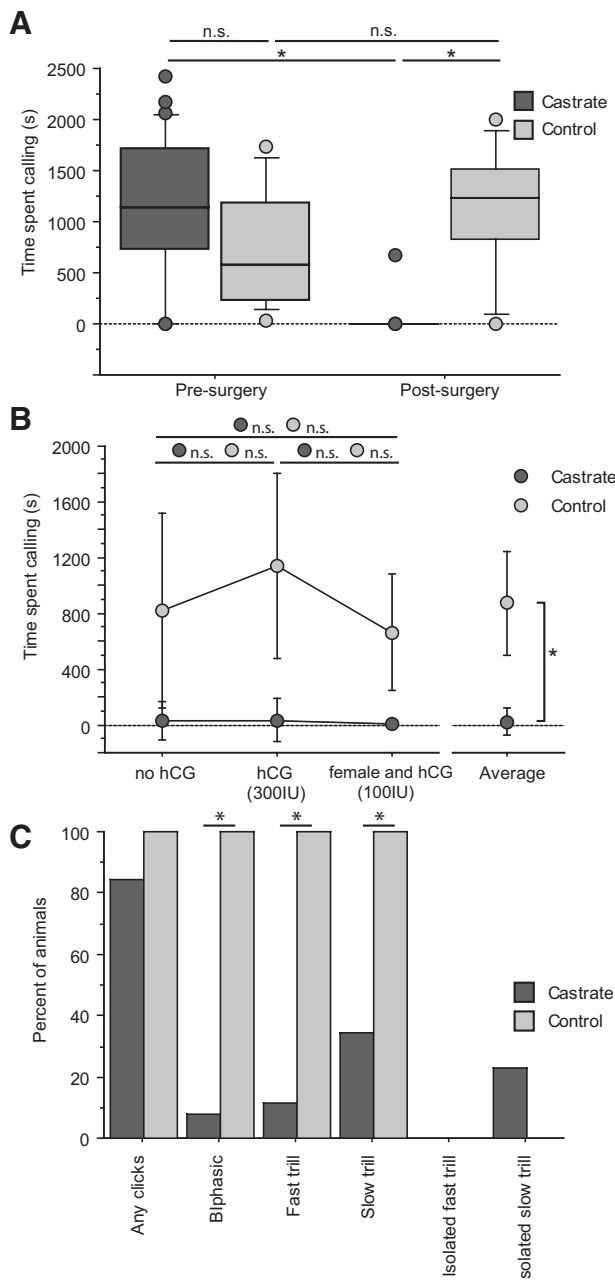 A
n.s. n.s.
* *
2500
2000
1500
1000
500
0
Time spent calling (s)
Castrate
Control
Pre-surgery Post-surgery
B
n.s. n.s.
n.s. n.s. n.s. n.s.
2000
1600
1200
800
400
0
Time spent calling (s)
Castrate
Control
*
no hCG hCG female and hCG Average
(300IU) (100IU)
C
* * *
100
80
60
40
20
0
Percent of animals
Castrate
Control
Any clicks
BIphasic
Fast trill
Slow trill
Isolated fast trill
solated slow trill